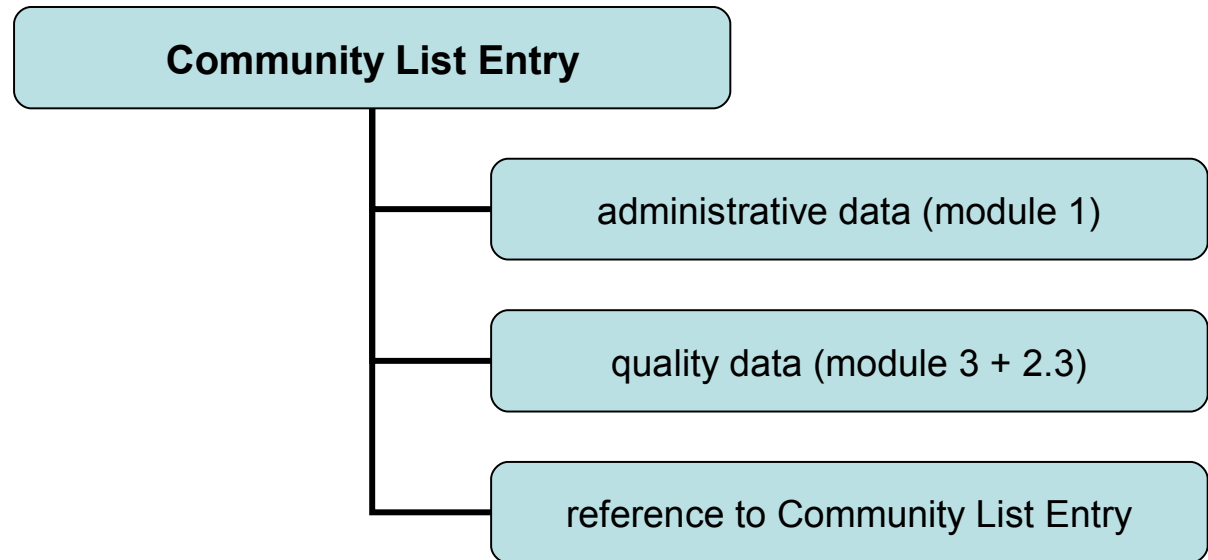 Community List Entry
administrative data (module 1)
quality data (module 3 + 2.3)
reference to Community List Entry